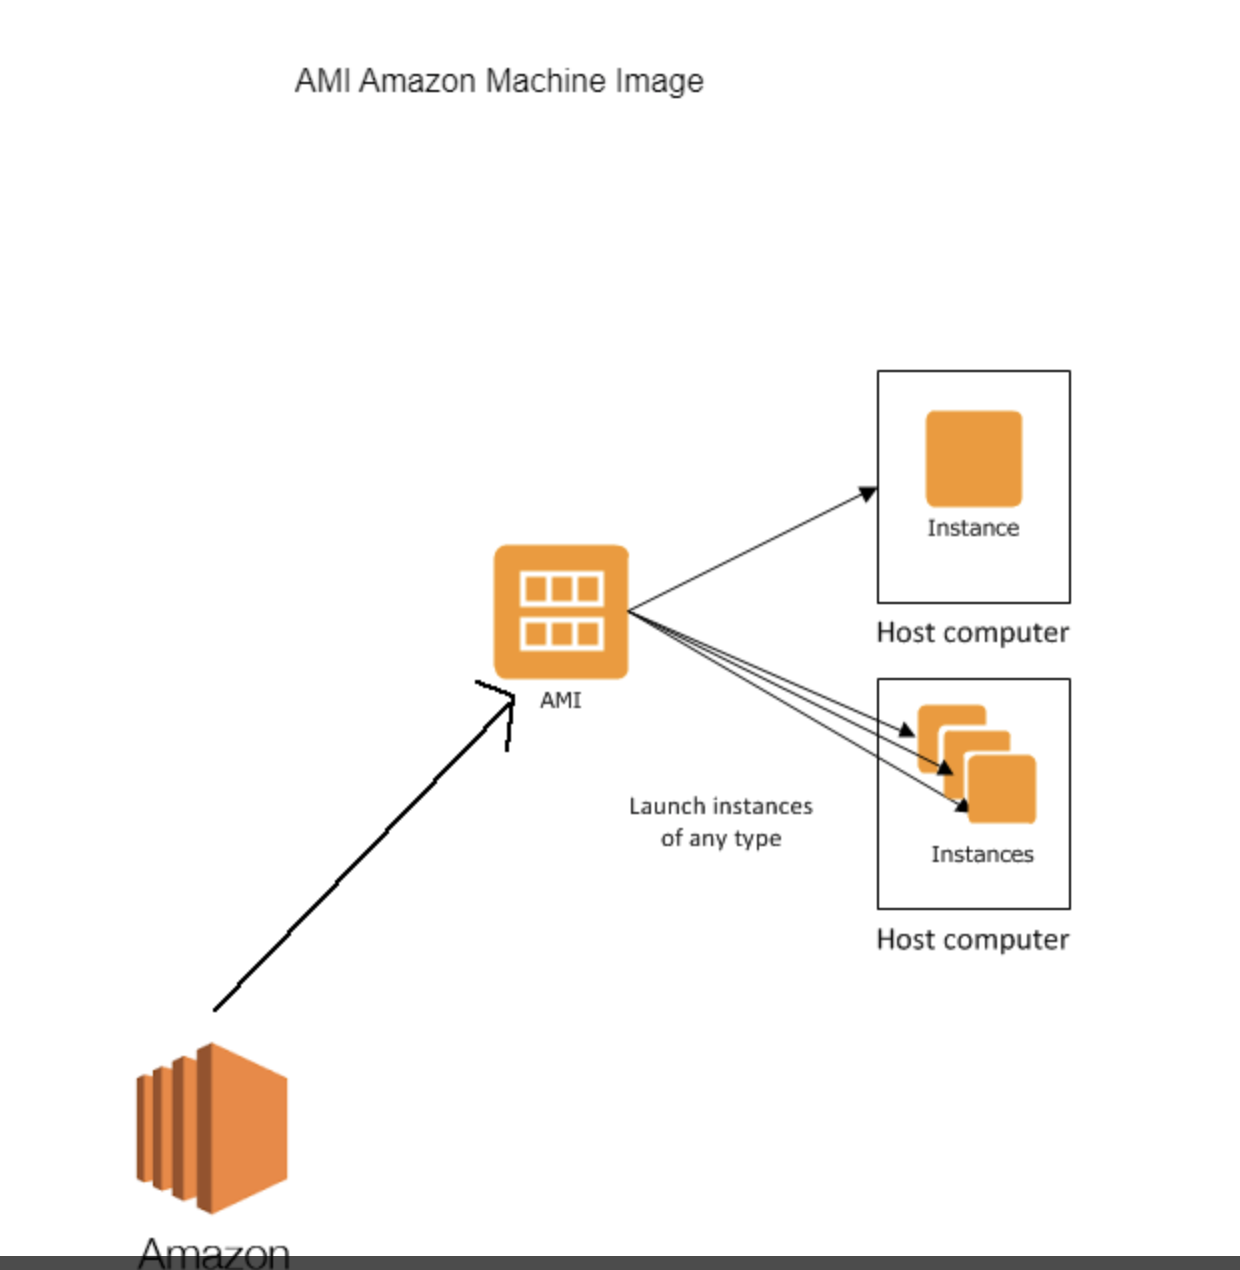 AMI Amazon Machine Image
Instance
Host computer
AMI
Launch instances
of any type
Instances
Host computer
Amazon